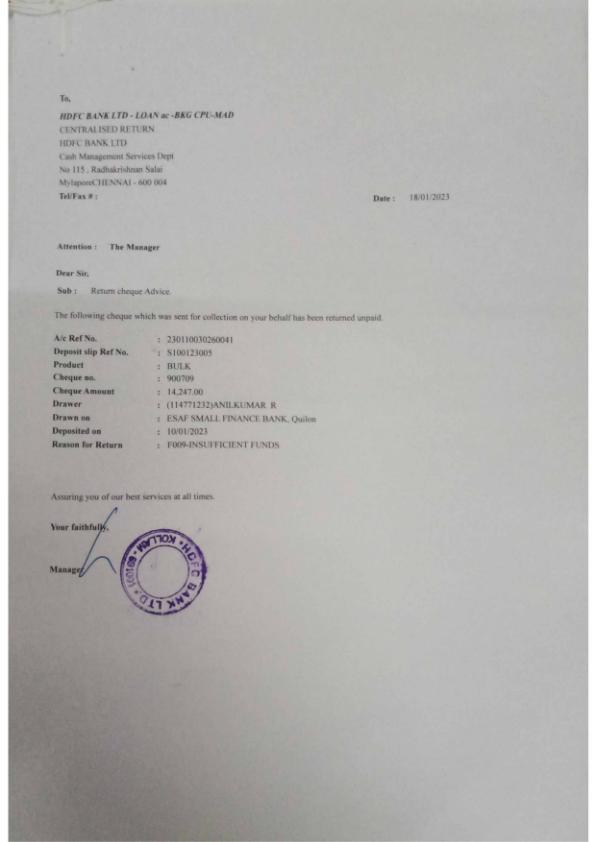 To,
HDFC BANK LTD - LOAN ac -BKG CPU-MAD
CENTRALISED RETURN
HDFC BANK LTD
Cash Management Services Dept
No 115 , Radhakrishnan Salai
MylaporeCHENNAI - 600 004
Tel/Fax # :
Date : 18/01/2023
Attention : The Manager
Dear Sir,
Sub : Return cheque Advice.
The following cheque which was sent for collection on your behalf has been returned unpaid.
A/c Ref No. : 230110030260041
Deposit slip Ref No. : S100123005
Product : BULK
Cheque no. : 900709
Cheque Amount : 14,247.00
Drawer : (114771232)ANILKUMAR R
Drawn on : ESAF SMALL FINANCE BANK, Quilon
Deposited on : 10/01/2023
Reason for Return : F009-INSUFFICIENT FUNDS
Assuring you of our best services at all times.
Your faithfully,
Manager
HDFC BANK LTD. * KOLLAM - 691001 *